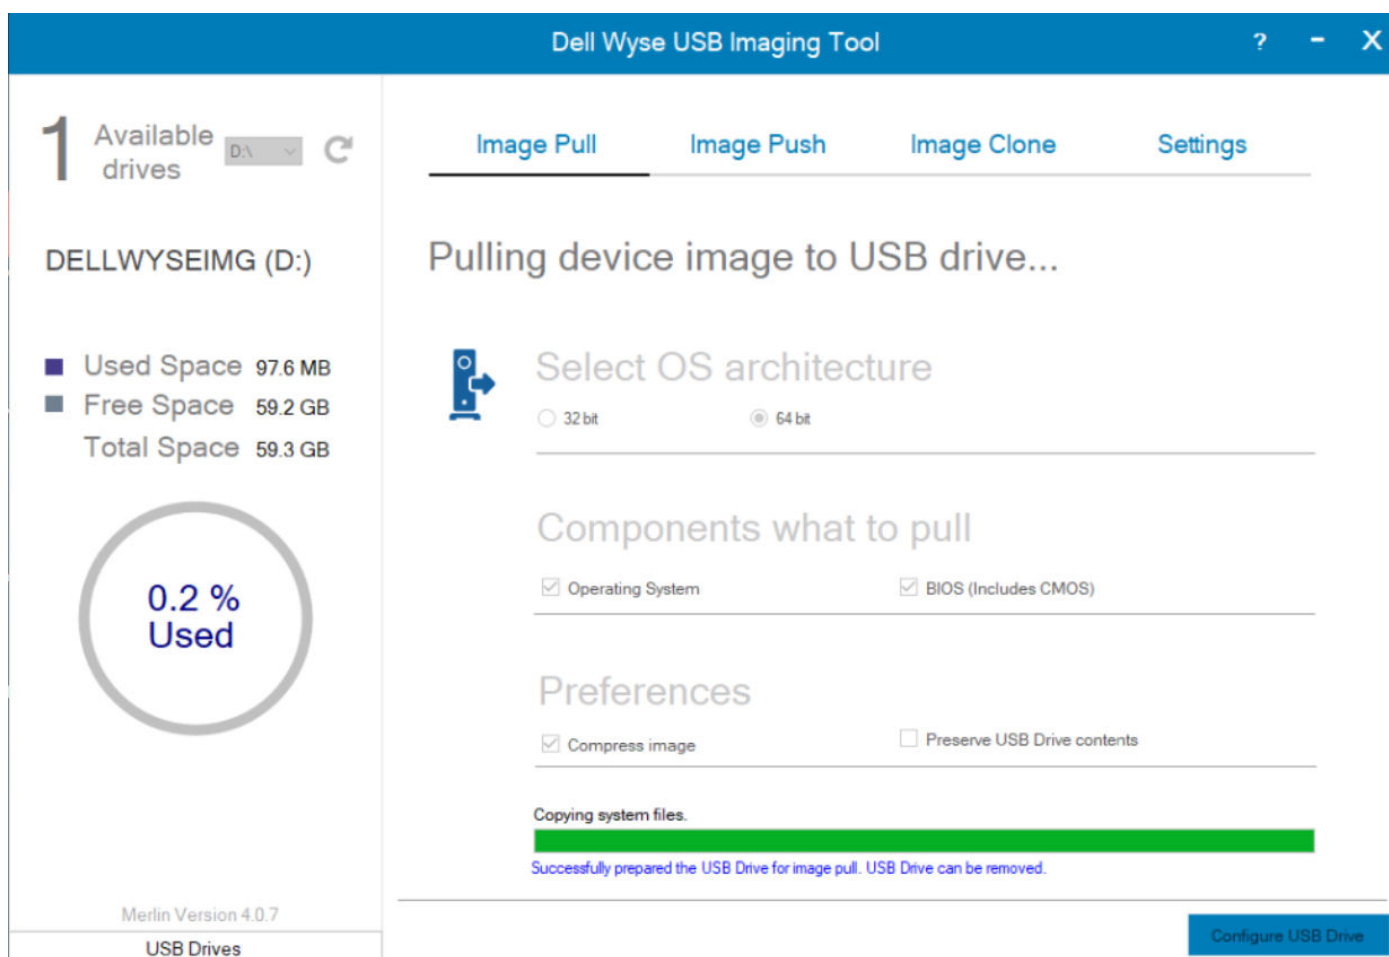 Dell Wyse USB Imaging Tool
? - X
1 Available drives D:\
DELLWYSEIMG (D:)
Used Space 97.6 MB
Free Space 59.2 GB
Total Space 59.3 GB
0.2 %
Used
Merlin Version 4.0.7
USB Drives
Image Pull Image Push Image Clone Settings
Pulling device image to USB drive...
Select OS architecture
32 bit 64 bit
Components what to pull
Operating System BIOS (Includes CMOS)
Preferences
Compress image Preserve USB Drive contents
Copying system files.
Successfully prepared the USB Drive for image pull. USB Drive can be removed.
Configure USB Drive